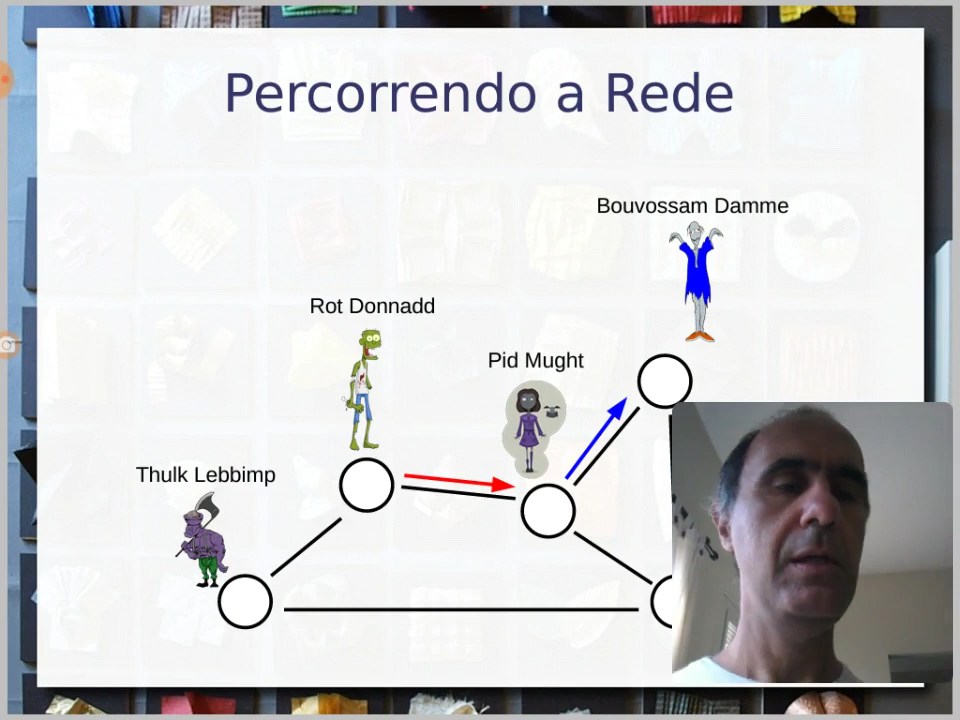 Percorrendo a Rede
Bouvossam Damme
Rot Donnadd
Pid Mught
Thulk Lebbimp